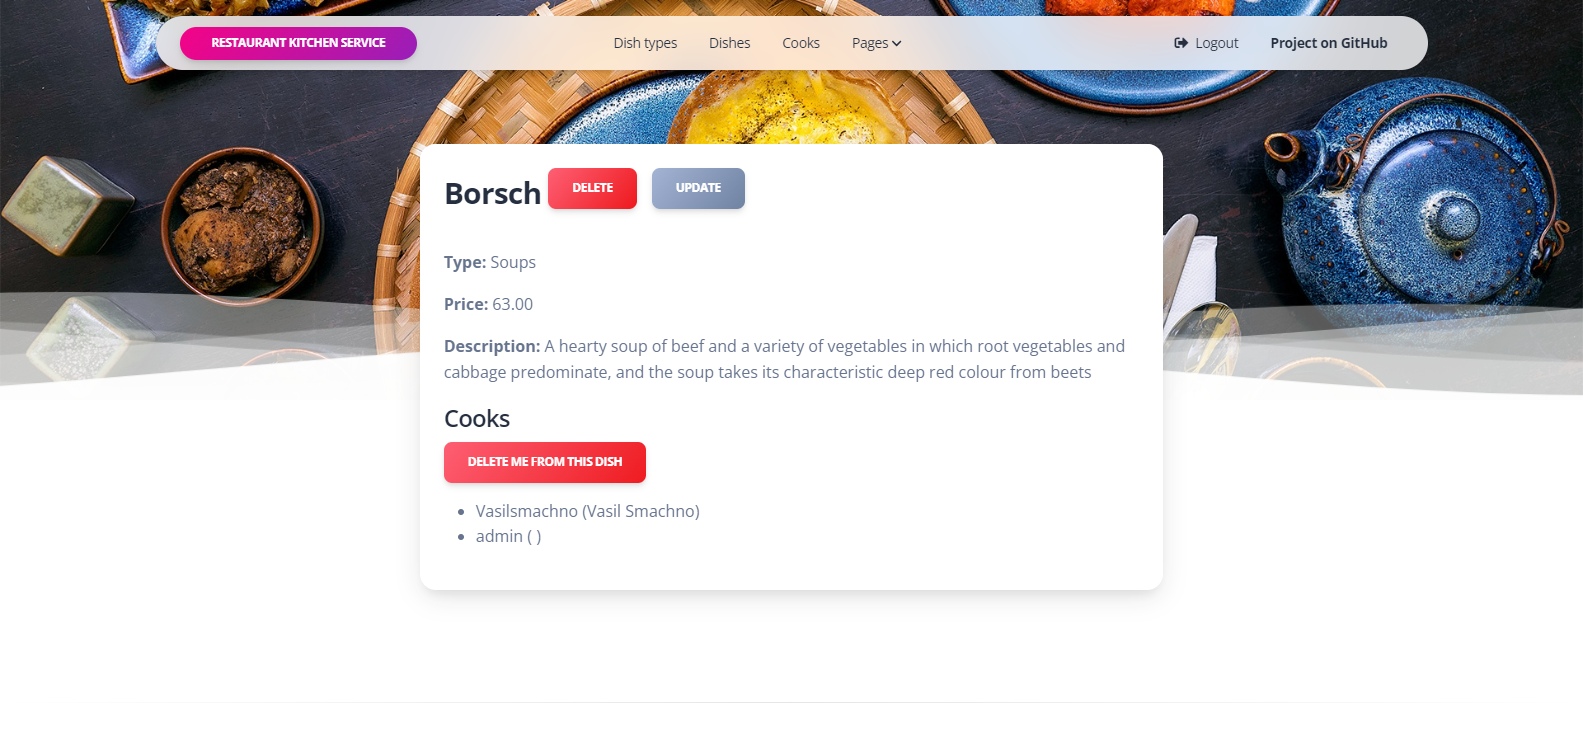 RESTAURANT KITCHEN SERVICE Dish types Dishes Cooks Pages Logout Project on GitHub
Borsch DELETE UPDATE
Type: Soups
Price: 63.00
Description: A hearty soup of beef and a variety of vegetables in which root vegetables and
cabbage predominate, and the soup takes its characteristic deep red colour from beets
Cooks
DELETE ME FROM THIS DISH
• Vasilsmachno (Vasil Smachno)
• admin ( )